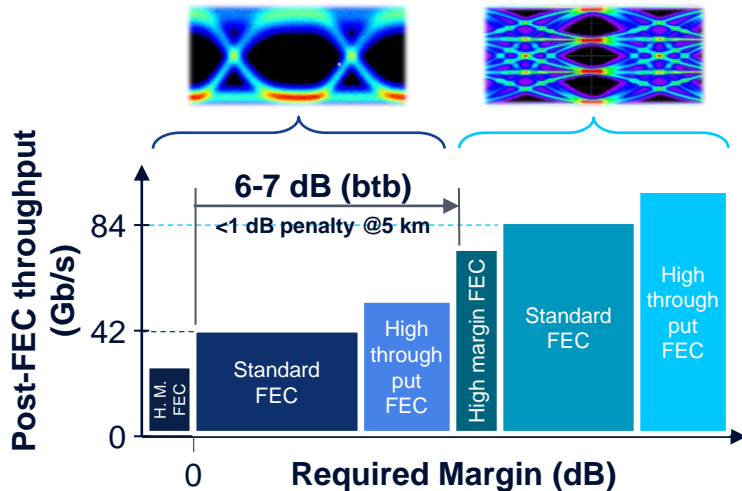 Post-FEC throughput
(Gb/s)
84
42
0
6-7 dB (btb)
<1 dB penalty @5 km
H. M.
FEC
Standard
FEC
High
through
put
FEC
High margin FEC
Standard
FEC
High
through
put
FEC
0
Required Margin (dB)